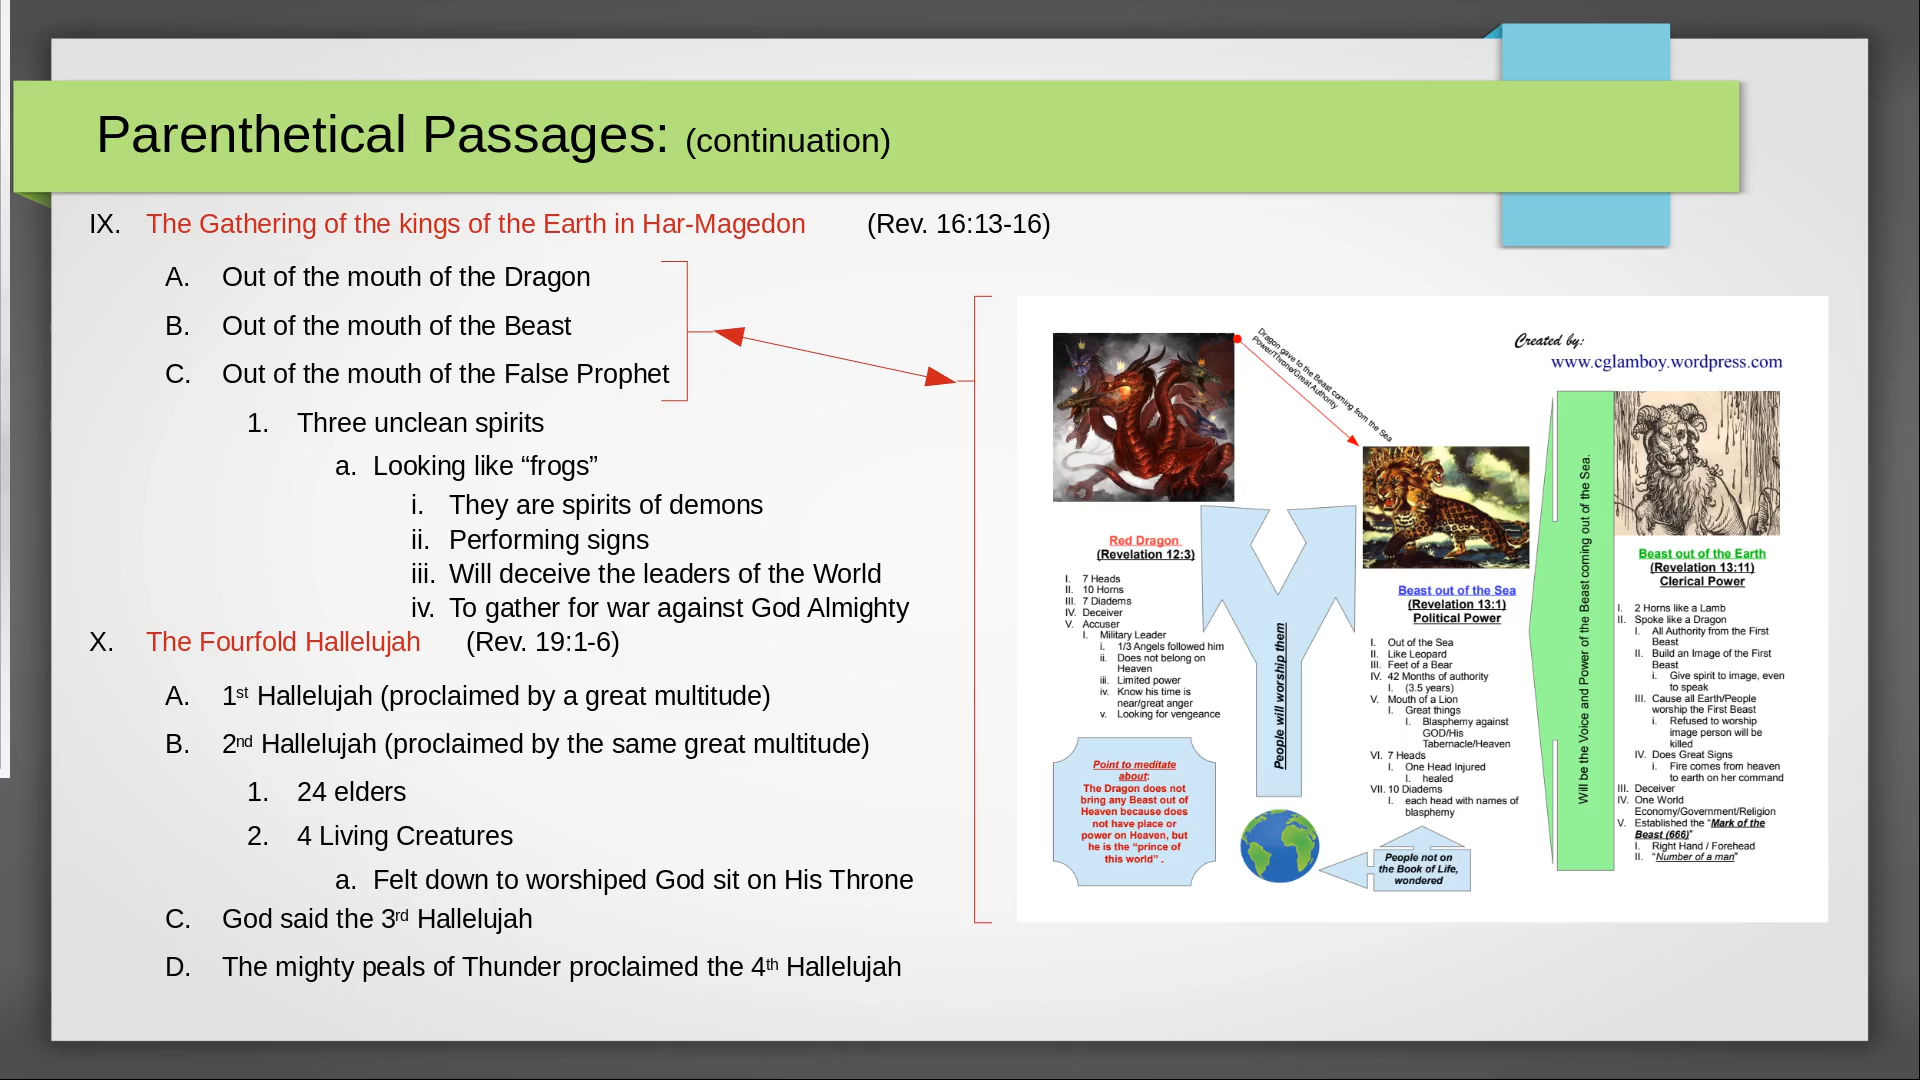 Parenthetical Passages: (continuation)
IX. The Gathering of the kings of the Earth in Har-Magedon (Rev. 16:13-16)
A. Out of the mouth of the Dragon
B. Out of the mouth of the Beast
C. Out of the mouth of the False Prophet
1. Three unclean spirits
a. Looking like “frogs”
i. They are spirits of demons
ii. Performing signs
iii. Will deceive the leaders of the World
iv. To gather for war against God Almighty
X. The Fourfold Hallelujah (Rev. 19:1-6)
A. 1st Hallelujah (proclaimed by a great multitude)
B. 2nd Hallelujah (proclaimed by the same great multitude)
1. 24 elders
2. 4 Living Creatures
a. Felt down to worshiped God sit on His Throne
C. God said the 3rd Hallelujah
D. The mighty peals of Thunder proclaimed the 4th Hallelujah
Dragon gave to the Beast coming from the Sea
Power/Throne/Great Authority
Created by:
www.cglamboy.wordpress.com
Red Dragon
(Revelation 12:3)
I. 7 Heads
II. 10 Horns
III. 7 Diadems
IV. Deceiver
V. Accuser
I. Military Leader
i. 1/3 Angels followed him
ii. Does not belong on
Heaven
iii. Limited power
iv. Know his time is
near/great anger
v. Looking for vengeance
Point to meditate
about:
The Dragon does not
bring any Beast out of
Heaven because does
not have place or
power on Heaven, but
he is the “prince of
this world” .
People will worship them
Beast out of the Sea
(Revelation 13:1)
Political Power
I. Out of the Sea
II. Like Leopard
III. Feet of a Bear
IV. 42 Months of authority
I. (3.5 years)
V. Mouth of a Lion
I. Great things
I. Blasphemy against
GOD/His
Tabernacle/Heaven
VI. 7 Heads
I. One Head Injured
I. healed
VII. 10 Diadems
I. each head with names of
blasphemy
People not on
the Book of Life,
wondered
Will be the Voice and Power of the Beast coming out of the Sea.
Beast out of the Earth
(Revelation 13:11)
Clerical Power
I. 2 Horns like a Lamb
II. Spoke like a Dragon
I. All Authority from the First
Beast
II. Build an Image of the First
Beast
i. Give spirit to image, even
to speak
III. Cause all Earth/People
worship the First Beast
i. Refused to worship
image person will be
killed
IV. Does Great Signs
i. Fire comes from heaven
to earth on her command
III. Deceiver
IV. One World
Economy/Government/Religion
V. Established the “Mark of the
Beast (666)”
I. Right Hand / Forehead
II. “Number of a man”